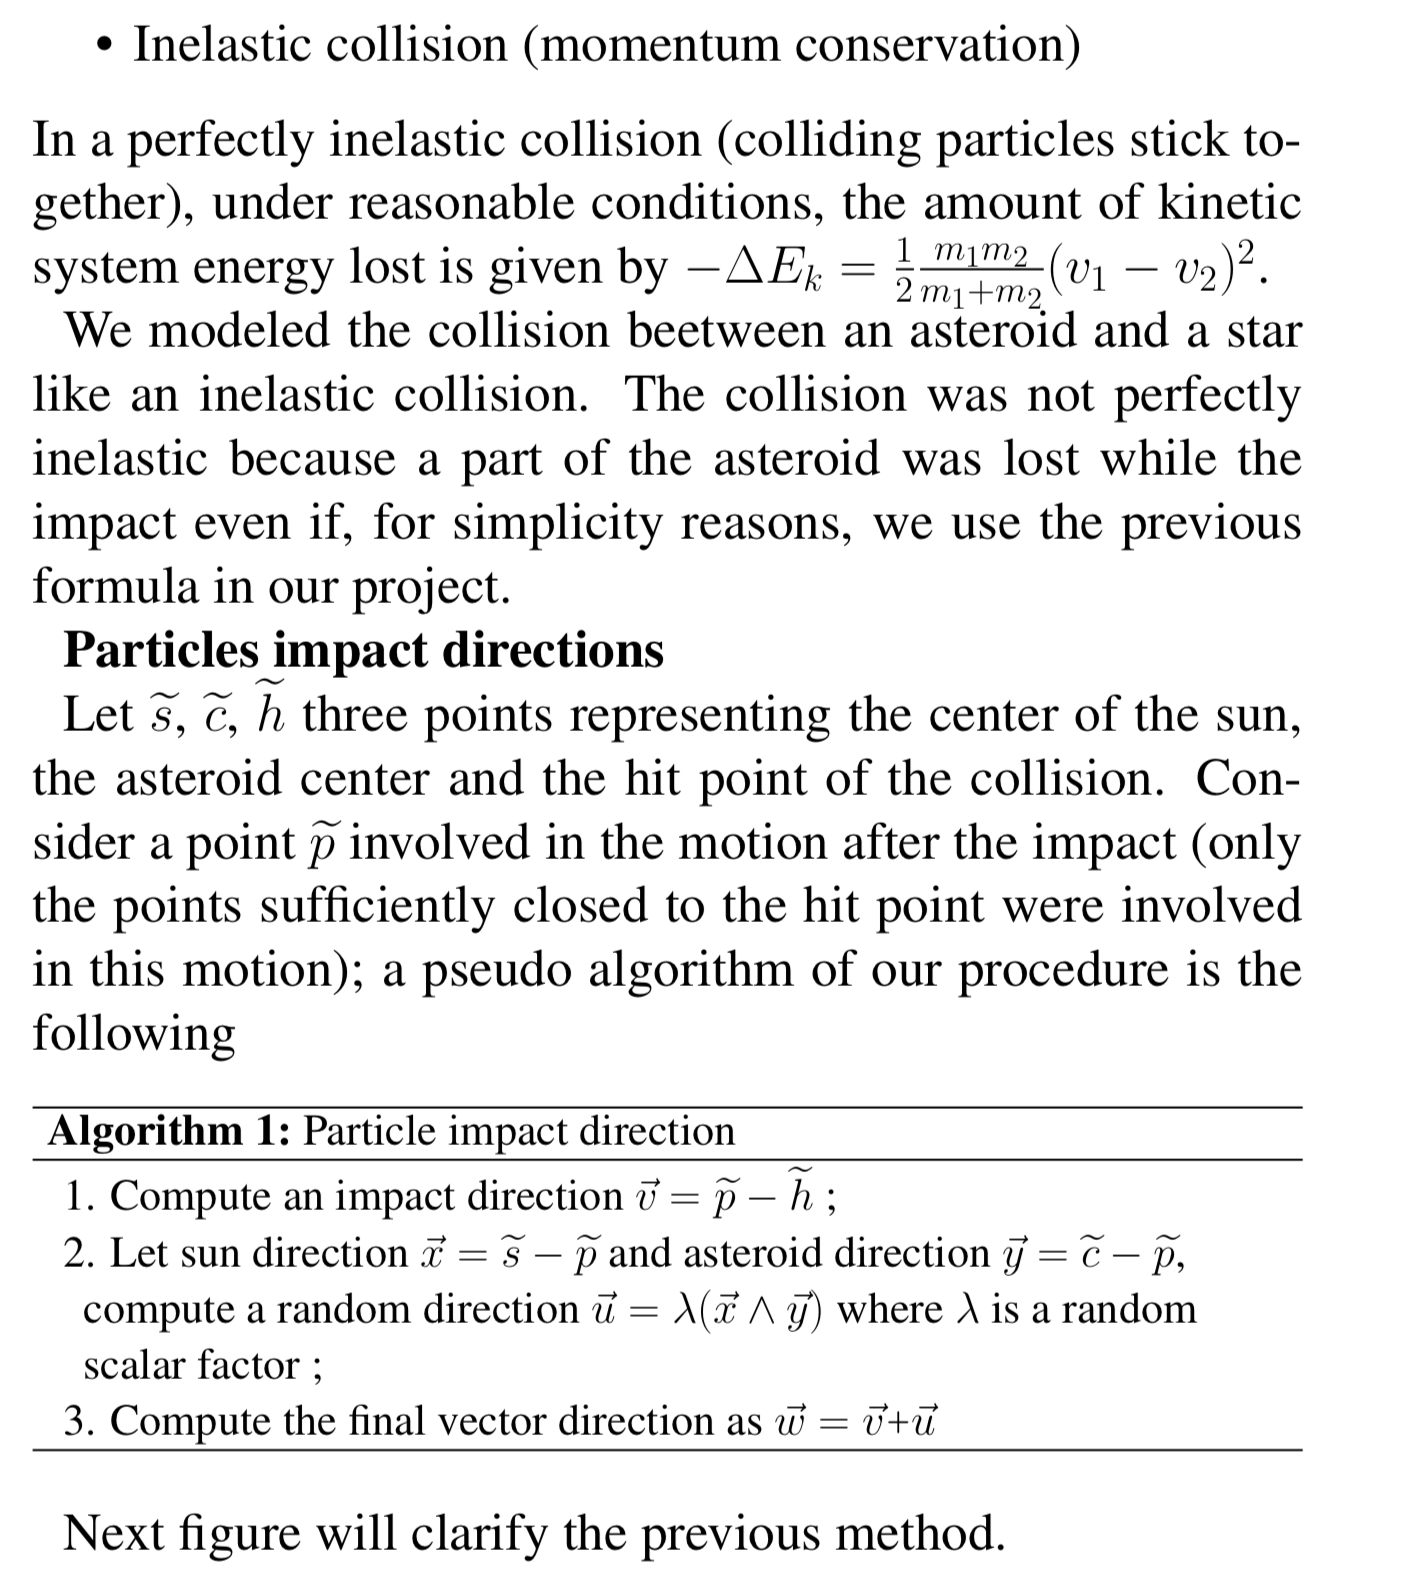 • Inelastic collision (momentum conservation)
In a perfectly inelastic collision (colliding particles stick to-
gether), under reasonable conditions, the amount of kinetic
system energy lost is given by $-\Delta E_k = \frac{1}{2}\frac{m_1 m_2}{m_1+m_2}(v_1 - v_2)^2$.
We modeled the collision beetween an asteroid and a star
like an inelastic collision. The collision was not perfectly
inelastic because a part of the asteroid was lost while the
impact even if, for simplicity reasons, we use the previous
formula in our project.
Particles impact directions
Let $\widetilde{s}$, $\widetilde{c}$, $\widetilde{h}$ three points representing the center of the sun,
the asteroid center and the hit point of the collision. Con-
sider a point $\widetilde{p}$ involved in the motion after the impact (only
the points sufficiently closed to the hit point were involved
in this motion); a pseudo algorithm of our procedure is the
following
Algorithm 1: Particle impact direction
1. Compute an impact direction $\vec{v} = \widetilde{p} - \widetilde{h}$ ;
2. Let sun direction $\vec{x} = \widetilde{s} - \widetilde{p}$ and asteroid direction $\vec{y} = \widetilde{c} - \widetilde{p}$,
compute a random direction $\vec{u} = \lambda(\vec{x} \wedge \vec{y})$ where $\lambda$ is a random
scalar factor ;
3. Compute the final vector direction as $\vec{w} = \vec{v}+\vec{u}$
Next figure will clarify the previous method.